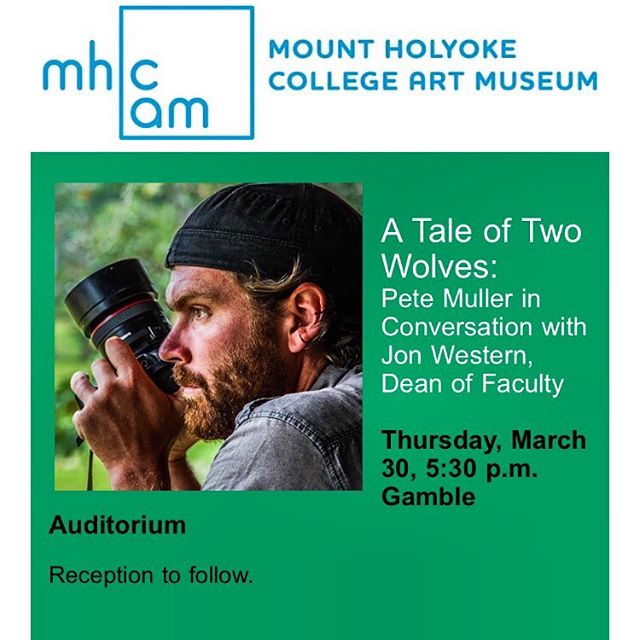 mhc
am
MOUNT HOLYOKE
COLLEGE ART MUSEUM
A Tale of Two
Wolves:
Pete Muller in
Conversation with
Jon Western,
Dean of Faculty
Thursday, March
30, 5:30 p.m.
Gamble
Auditorium
Reception to follow.